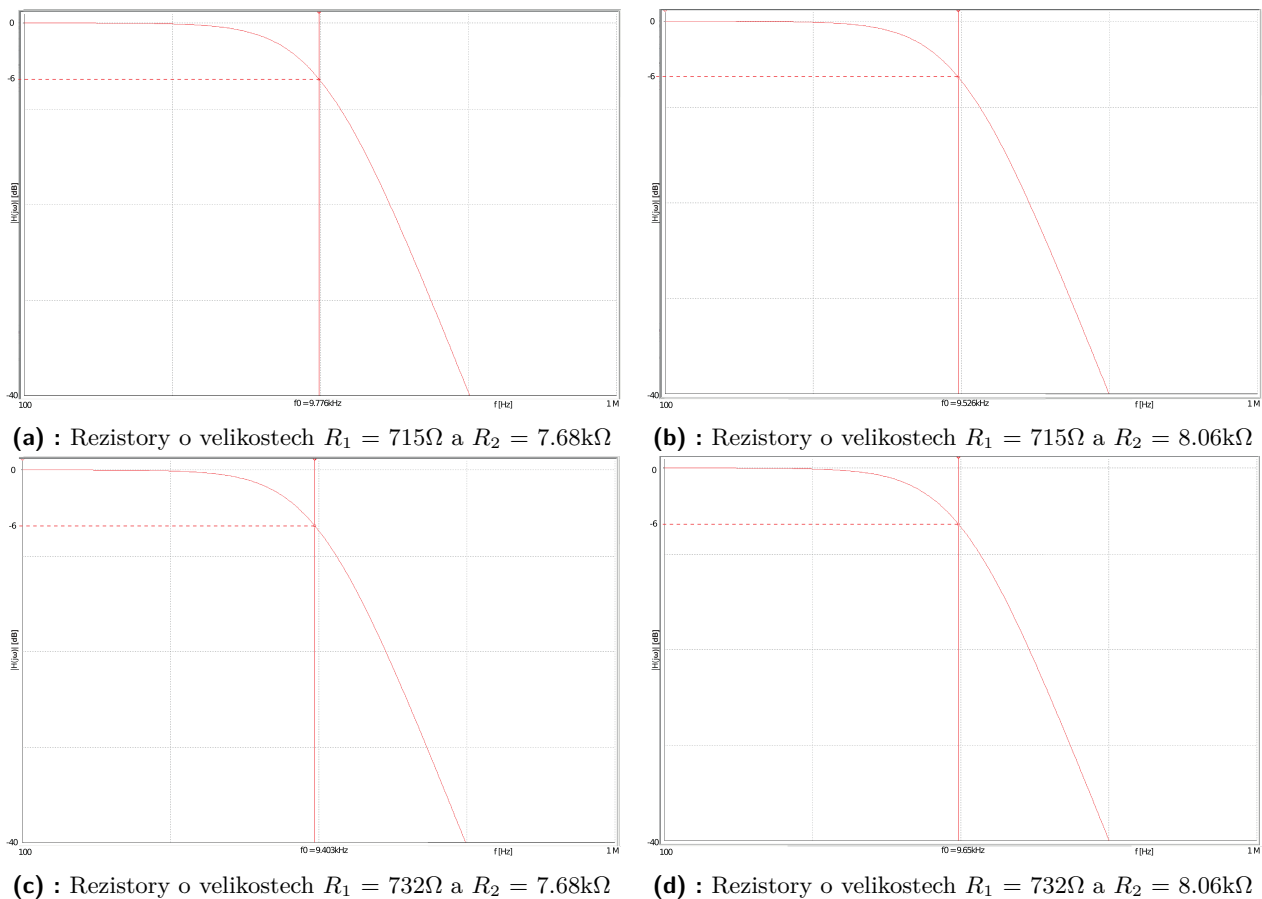 0
-6
|H(jω)| [dB]
-40
100
f0=9.776kHz
f [Hz]
1 M
(a) : Rezistory o velikostech R₁ = 715Ω a R₂ = 7.68kΩ
0
-6
|H(jω)| [dB]
-40
100
f0=9.526kHz
f [Hz]
1 M
(b) : Rezistory o velikostech R₁ = 715Ω a R₂ = 8.06kΩ
0
-6
|H(jω)| [dB]
-40
100
f0=9.403kHz
f [Hz]
1 M
(c) : Rezistory o velikostech R₁ = 732Ω a R₂ = 7.68kΩ
0
-6
|H(jω)| [dB]
-40
100
f0=9.65kHz
f [Hz]
1 M
(d) : Rezistory o velikostech R₁ = 732Ω a R₂ = 8.06kΩ